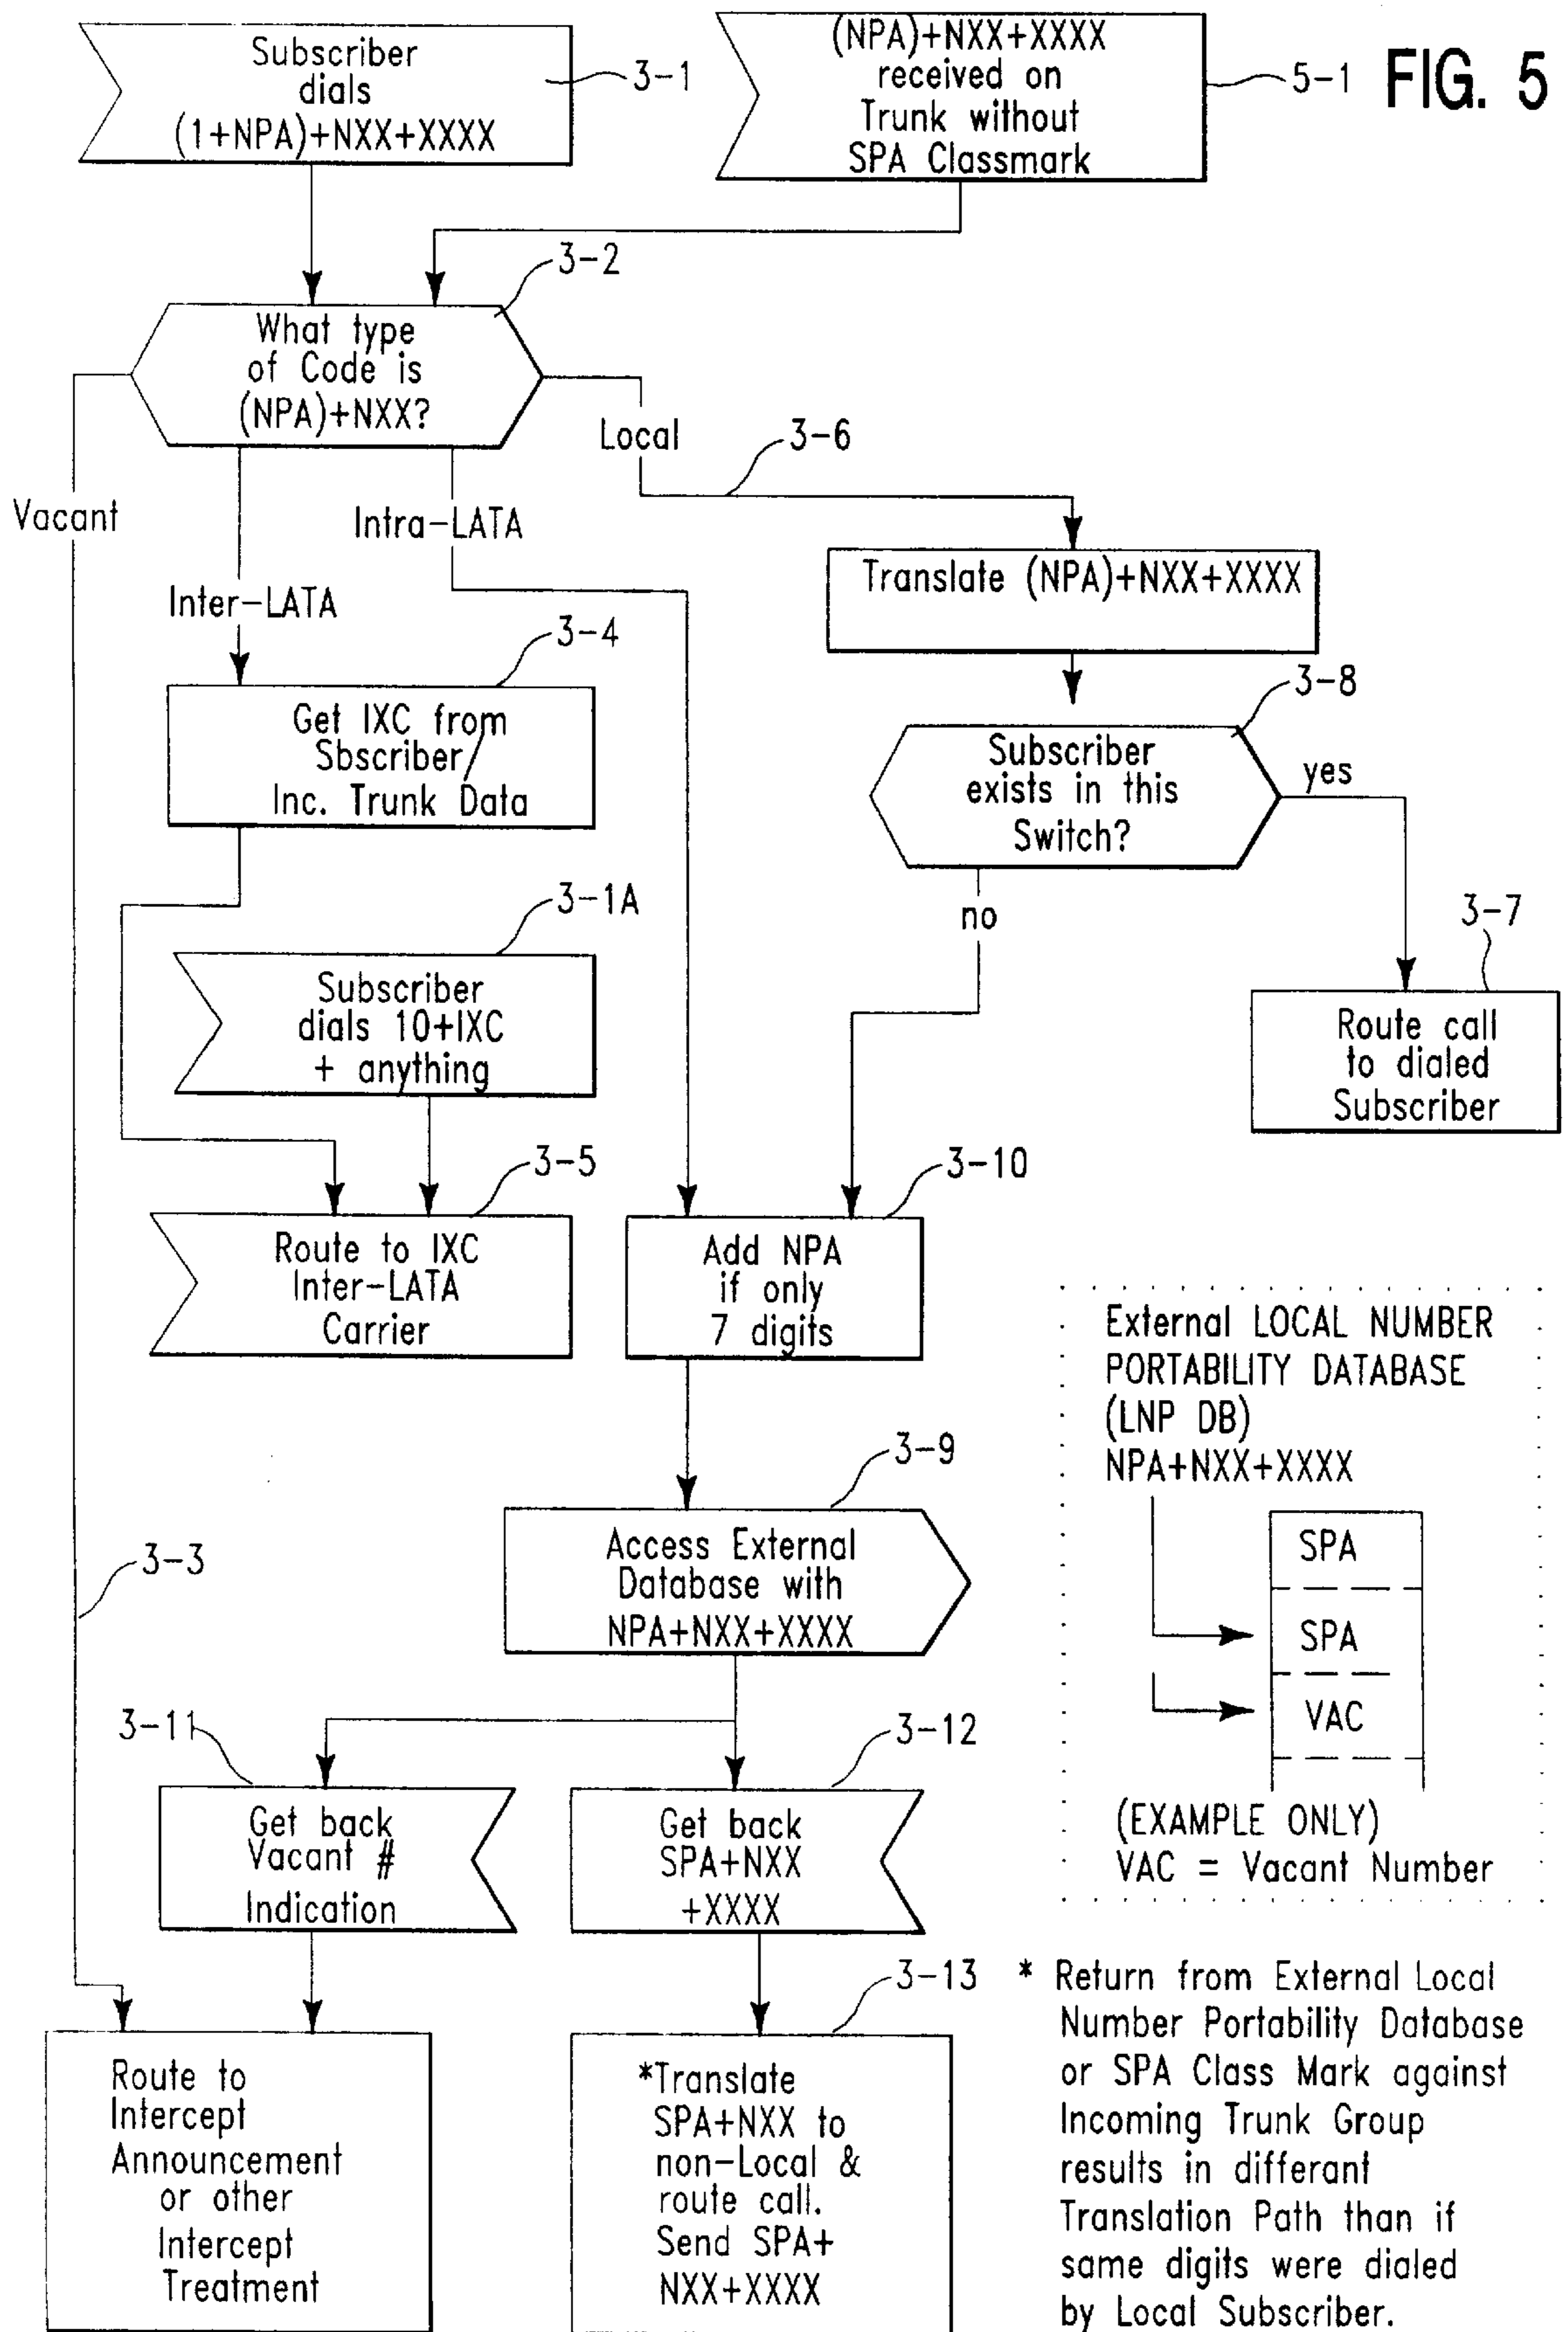 Subscriber
dials
(1+NPA)+NXX+XXXX
3-1
(NPA)+NXX+XXXX
received on
Trunk without
SPA Classmark
5-1
FIG. 5
3-2
What type
of Code is
(NPA)+NXX?
Vacant
Inter-LATA
Intra-LATA
Local
3-6
Translate (NPA)+NXX+XXXX
3-4
Get IXC from
Sbscriber/
Inc. Trunk Data
3-8
Subscriber
exists in this
Switch?
yes
no
3-7
Route call
to dialed
Subscriber
3-1A
Subscriber
dials 10+IXC
+ anything
3-5
Route to IXC
Inter-LATA
Carrier
3-10
Add NPA
if only
7 digits
External LOCAL NUMBER
PORTABILITY DATABASE
(LNP DB)
NPA+NXX+XXXX
SPA
SPA
VAC
(EXAMPLE ONLY)
VAC = Vacant Number
3-9
Access External
Database with
NPA+NXX+XXXX
3-3
3-11
Get back
Vacant #
Indication
3-12
Get back
SPA+NXX
+XXXX
Route to
Intercept
Announcement
or other
Intercept
Treatment
3-13
*Translate
SPA+NXX to
non-Local &
route call.
Send SPA+
NXX+XXXX
* Return from External Local
Number Portability Database
or SPA Class Mark against
Incoming Trunk Group
results in differant
Translation Path than if
same digits were dialed
by Local Subscriber.